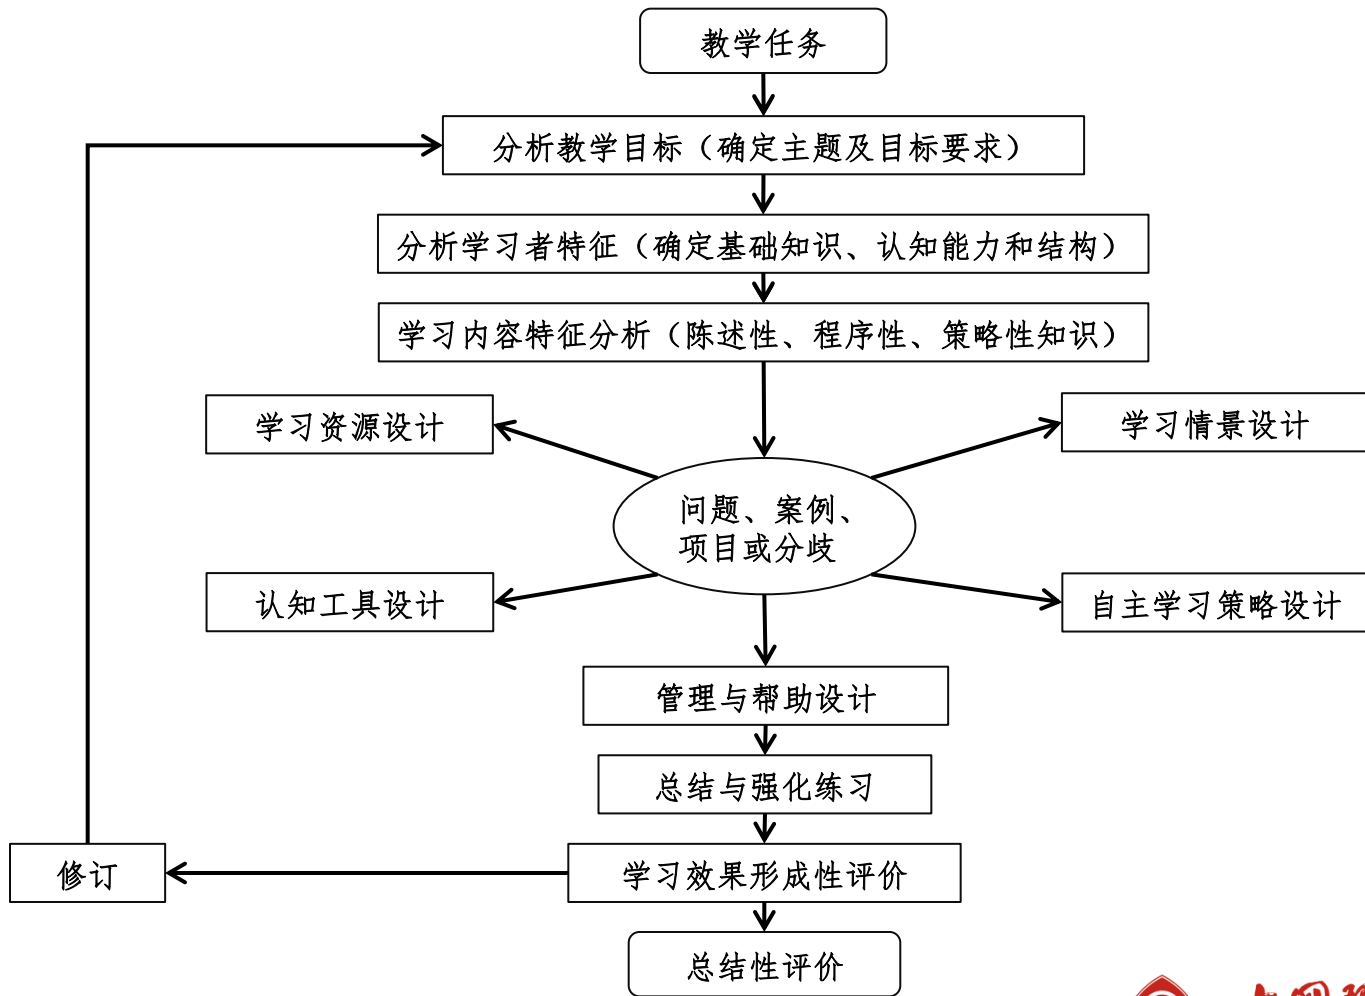 教学任务
分析教学目标（确定主题及目标要求）
分析学习者特征（确定基础知识、认知能力和结构）
学习内容特征分析（陈述性、程序性、策略性知识）
学习资源设计
学习情景设计
问题、案例、
项目或分歧
认知工具设计
自主学习策略设计
管理与帮助设计
总结与强化练习
修订
学习效果形成性评价
总结性评价